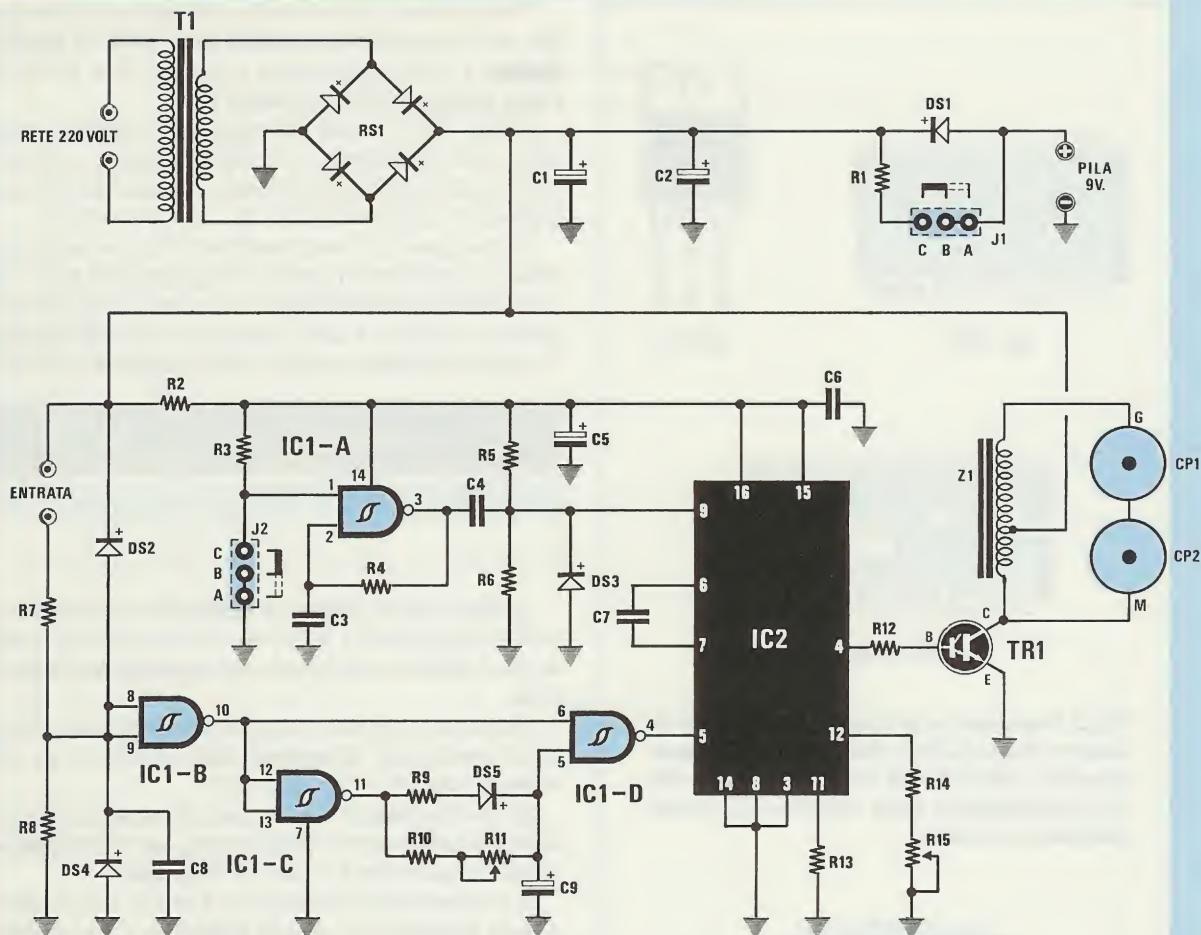 T1
RETE 220 VOLT
RS1
C1
+
C2
+
R1
DS1
+
C B A
J1
PILA
9V.
R2
R3
IC1-A
14
1
2
3
C4
R5
C5
+
C6
ENTRATA
DS2
+
J2
C
B
A
R4
C3
R6
DS3
+
C7
9
6
7
16
15
IC2
4
5
12
14
8
3
11
R12
B
C
E
TR1
Z1
G
CP1
CP2
M
R7
8
9
10
IC1-B
R8
DS4
+
C8
12
13
11
7
IC1-C
R9
DS5
+
R10
R11
C9
+
6
5
4
IC1-D
R13
R14
R15